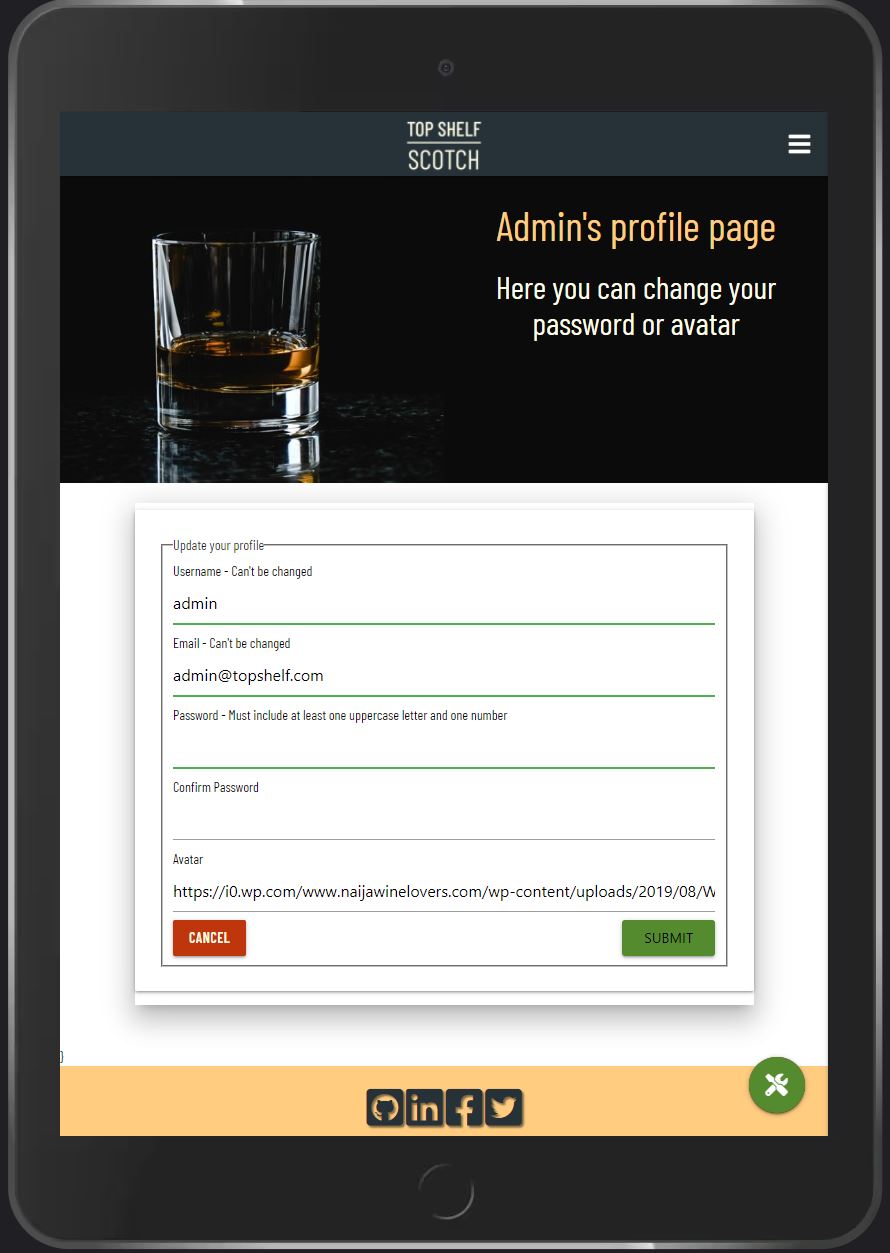 TOP SHELF
SCOTCH
Admin's profile page
Here you can change your
password or avatar
Update your profile
Username - Can't be changed
admin
Email - Can't be changed
admin@topshelf.com
Password - Must include at least one uppercase letter and one number
Confirm Password
Avatar
https://i0.wp.com/www.naijawinelovers.com/wp-content/uploads/2019/08/W
CANCEL
SUBMIT
}
in